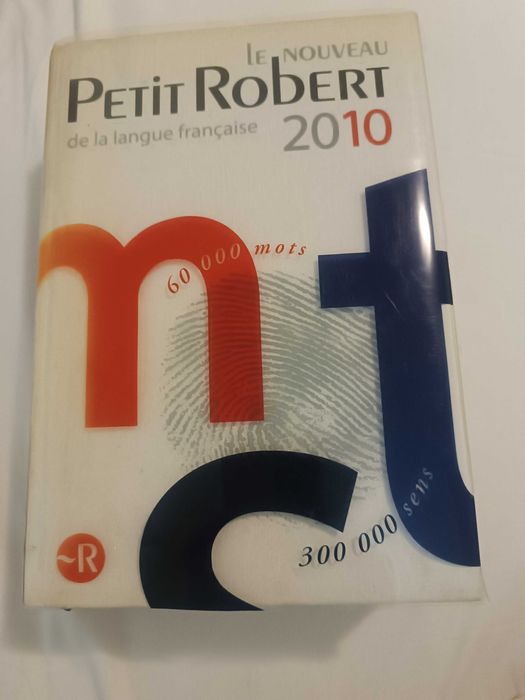 LE NOUVEAU
PETiT RobERT
de la langue française
2010
60 000 mots
m
t
s
300 000 sens
~R